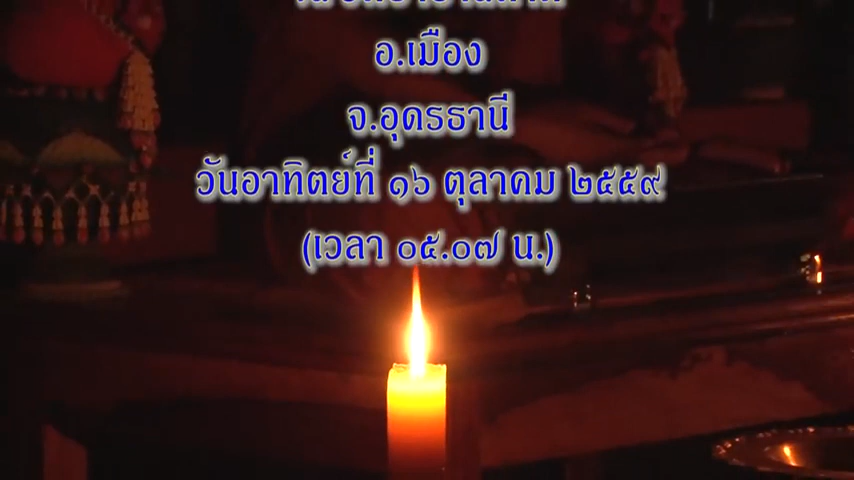 อ.เมือง
จ.อุดรธานี
วันอาทิตย์ที่ ๑๖ ตุลาคม ๒๕๕๙
(เวลา ๐๕.๐๗ น.)